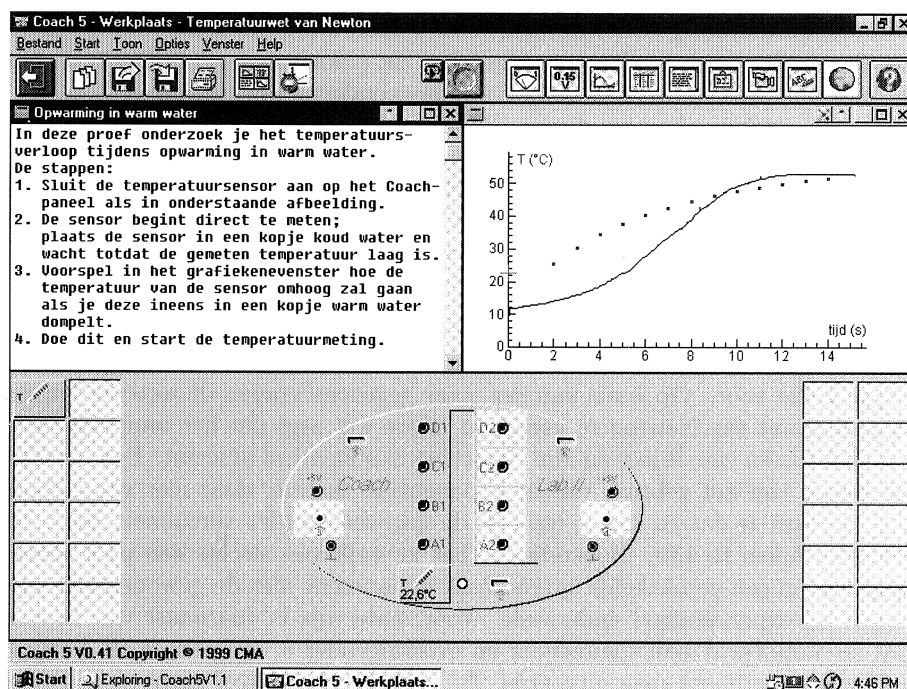 Coach 5 - Werkplaats - Temperatuurwet van Newton
Bestand Start Toon Opties Venster Help
0,15
V
Opwarming in warm water
In deze proef onderzoek je het temperatuurs-
verloop tijdens opwarming in warm water.
De stappen:
1. Sluit de temperatuursensor aan op het Coach-
paneel als in onderstaande afbeelding.
2. De sensor begint direct te meten;
plaats de sensor in een kopje koud water en
wacht totdat de gemeten temperatuur laag is.
3. Voorspel in het grafiekenevenster hoe de
temperatuur van de sensor omhoog zal gaan
als je deze ineens in een kopje warm water
dompelt.
4. Doe dit en start de temperatuurmeting.
T (°C)
50
40
30
20
10
0 2 4 6 8 10 12 14
tijd (s)
T
D1 D2
C1 C2
Coach Lab II
B1 B2
A1 A2
T
22,6°C
Coach 5 V0.41 Copyright © 1999 CMA
Start Exploring - Coach5V1.1 Coach 5 - Werkplaats... 4:46 PM